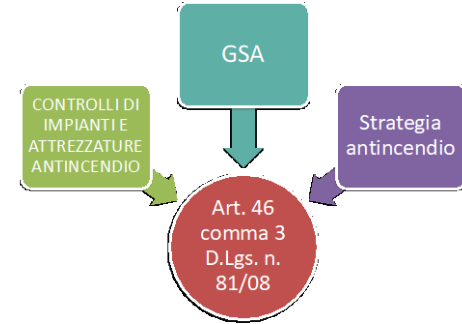 GSA
CONTROLLI DI
IMPIANTI E
ATTREZZATURE
ANTINCENDIO
Strategia
antincendio
Art. 46
comma 3
D.Lgs. n.
81/08